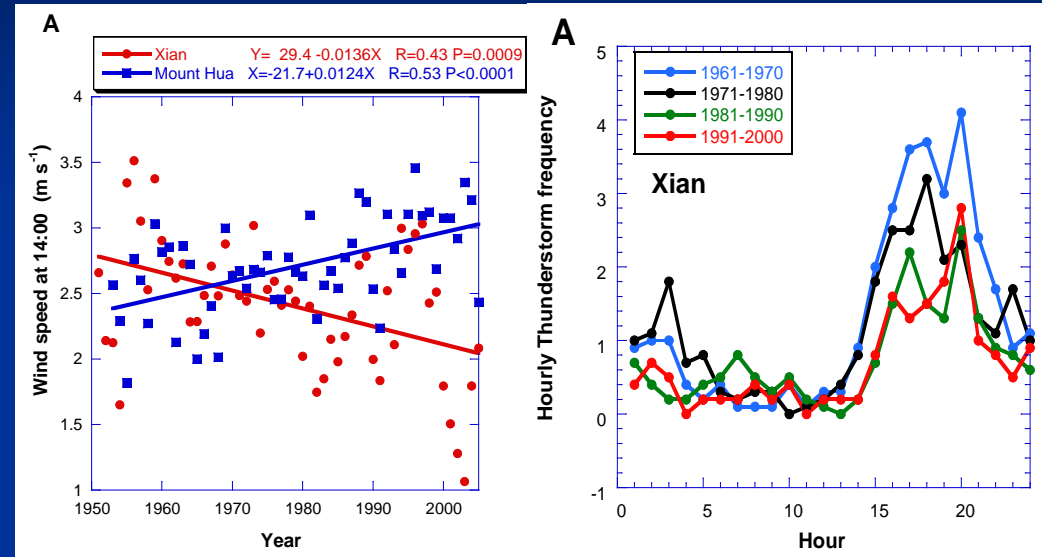 A
Xian Y= 29.4 -0.0136X R=0.43 P=0.0009
Mount Hua X=-21.7+0.0124X R=0.53 P<0.0001
Wind speed at 14:00 (m s⁻¹)
4
3.5
3
2.5
2
1.5
1
1950 1960 1970 1980 1990 2000
Year
A
1961-1970
1971-1980
1981-1990
1991-2000
Xian
Hourly Thunderstorm frequency
5
4
3
2
1
0
-1
0 5 10 15 20
Hour